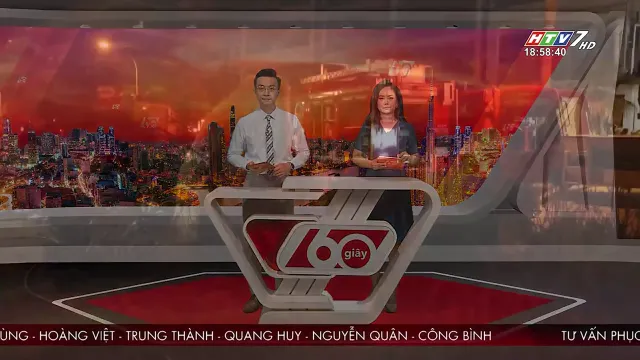 HTV7 HD
18:58:40
60 giây
ÙNG - HOÀNG VIỆT - TRUNG THÀNH - QUANG HUY - NGUYỄN QUÂN - CÔNG BÌNH TƯ VẤN PHỤC